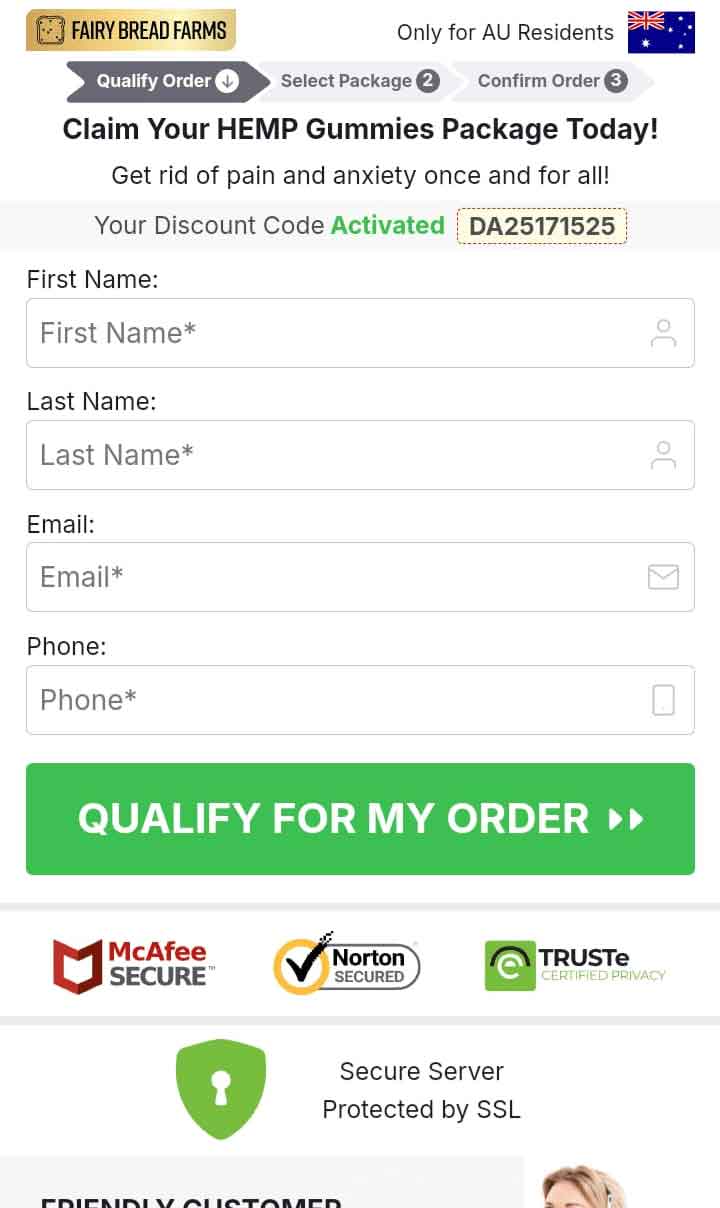 FAIRY BREAD FARMS
Only for AU Residents
Qualify Order
Select Package 2
Confirm Order 3
Claim Your HEMP Gummies Package Today!
Get rid of pain and anxiety once and for all!
Your Discount Code Activated DA25171525
First Name:
First Name*
Last Name:
Last Name*
Email:
Email*
Phone:
Phone*
QUALIFY FOR MY ORDER
McAfee
SECURE™
Norton
SECURED
TRUSTe
CERTIFIED PRIVACY
Secure Server
Protected by SSL
FRIENDLY CUSTOMER